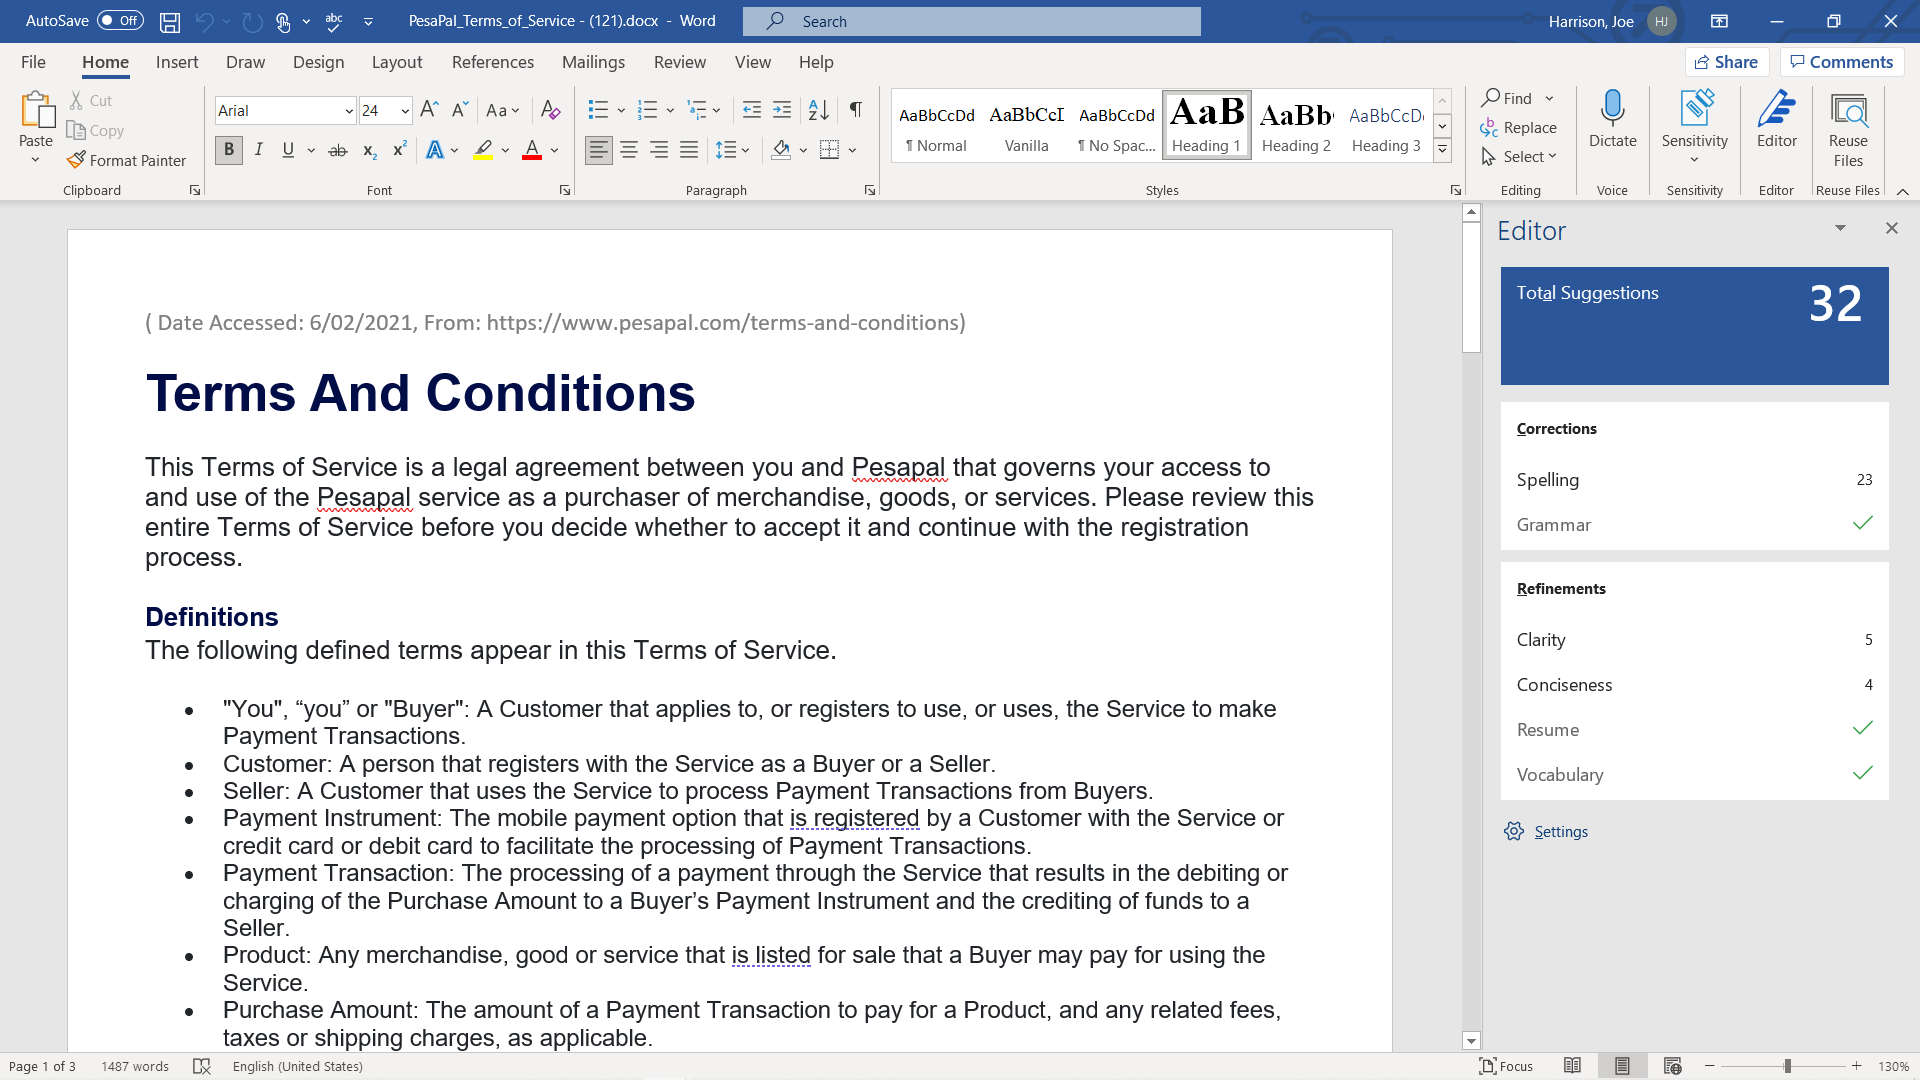 AutoSave Off PesaPal_Terms_of_Service - (121).docx - Word Search Harrison, Joe HJ
File Home Insert Draw Design Layout References Mailings Review View Help Share Comments
Paste Cut Copy Format Painter Clipboard
Arial 24 Font
Paragraph
AaBbCcDd ¶ Normal
AaBbCcI Vanilla
AaBbCcDd ¶ No Spac...
AaB Heading 1
AaBb Heading 2
AaBbCcD Heading 3
Styles
Find
Replace
Select
Editing
Dictate Voice
Sensitivity Sensitivity
Editor Editor
Reuse Files Reuse Files
( Date Accessed: 6/02/2021, From: https://www.pesapal.com/terms-and-conditions)
Terms And Conditions
This Terms of Service is a legal agreement between you and Pesapal that governs your access to
and use of the Pesapal service as a purchaser of merchandise, goods, or services. Please review this
entire Terms of Service before you decide whether to accept it and continue with the registration
process.
Definitions
The following defined terms appear in this Terms of Service.
• "You", “you” or "Buyer": A Customer that applies to, or registers to use, or uses, the Service to make
Payment Transactions.
• Customer: A person that registers with the Service as a Buyer or a Seller.
• Seller: A Customer that uses the Service to process Payment Transactions from Buyers.
• Payment Instrument: The mobile payment option that is registered by a Customer with the Service or
credit card or debit card to facilitate the processing of Payment Transactions.
• Payment Transaction: The processing of a payment through the Service that results in the debiting or
charging of the Purchase Amount to a Buyer’s Payment Instrument and the crediting of funds to a
Seller.
• Product: Any merchandise, good or service that is listed for sale that a Buyer may pay for using the
Service.
• Purchase Amount: The amount of a Payment Transaction to pay for a Product, and any related fees,
taxes or shipping charges, as applicable.
Editor
Total Suggestions 32
Corrections
Spelling 23
Grammar
Refinements
Clarity 5
Conciseness 4
Resume
Vocabulary
Settings
Page 1 of 3 1487 words English (United States) Focus 130%